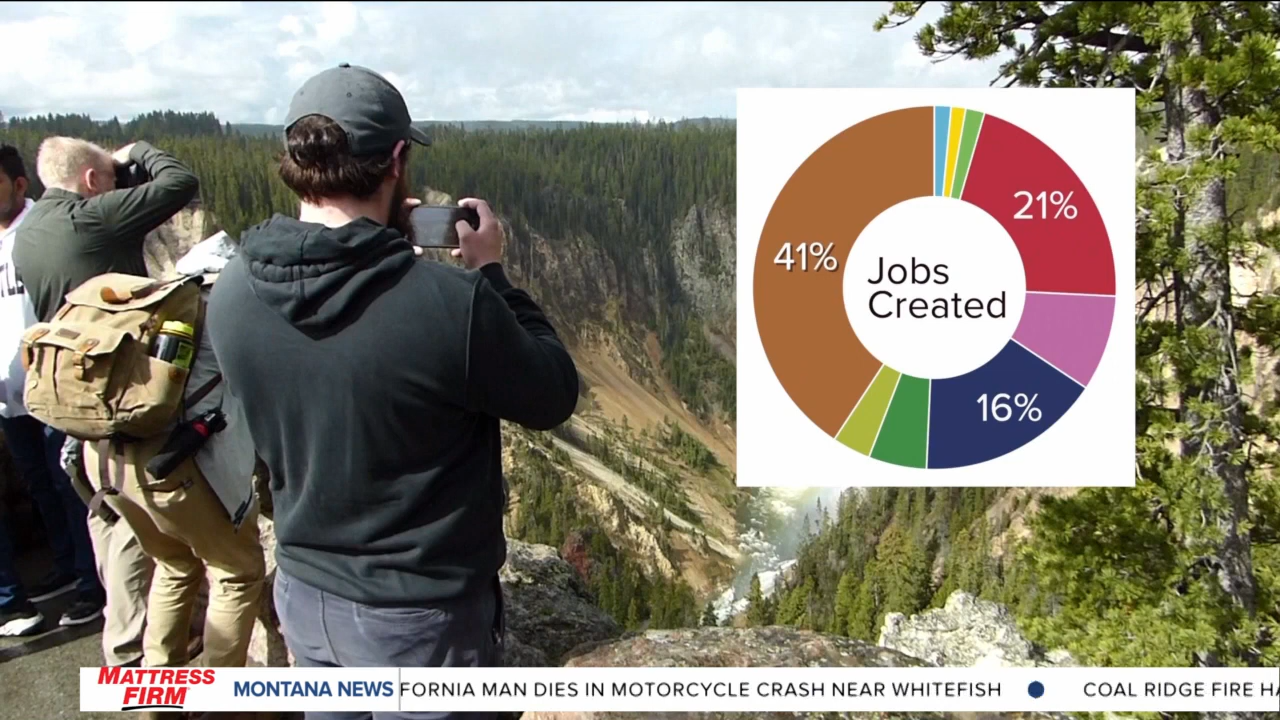 21%
41%
Jobs
Created
16%
MATTRESS
FIRM
MONTANA NEWS
FORNIA MAN DIES IN MOTORCYCLE CRASH NEAR WHITEFISH
COAL RIDGE FIRE